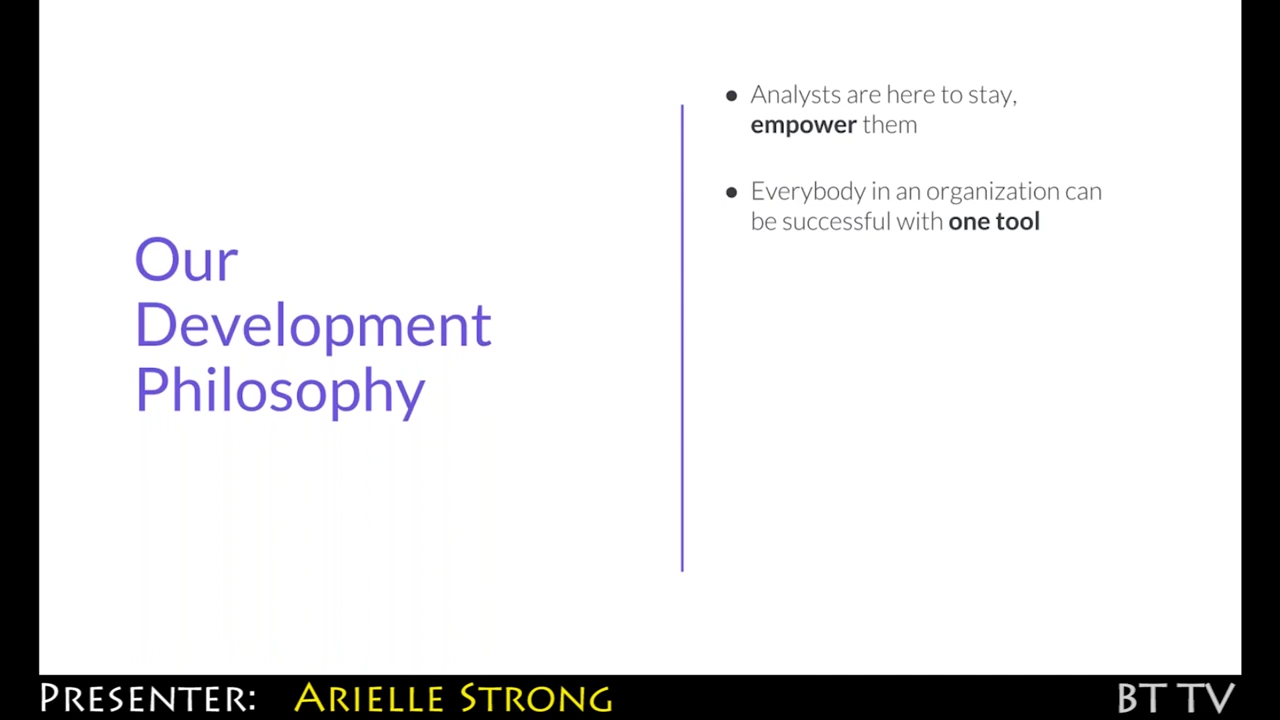 Our
Development
Philosophy
● Analysts are here to stay,
empower them
● Everybody in an organization can
be successful with one tool
PRESENTER: ARIELLE STRONG
BT TV